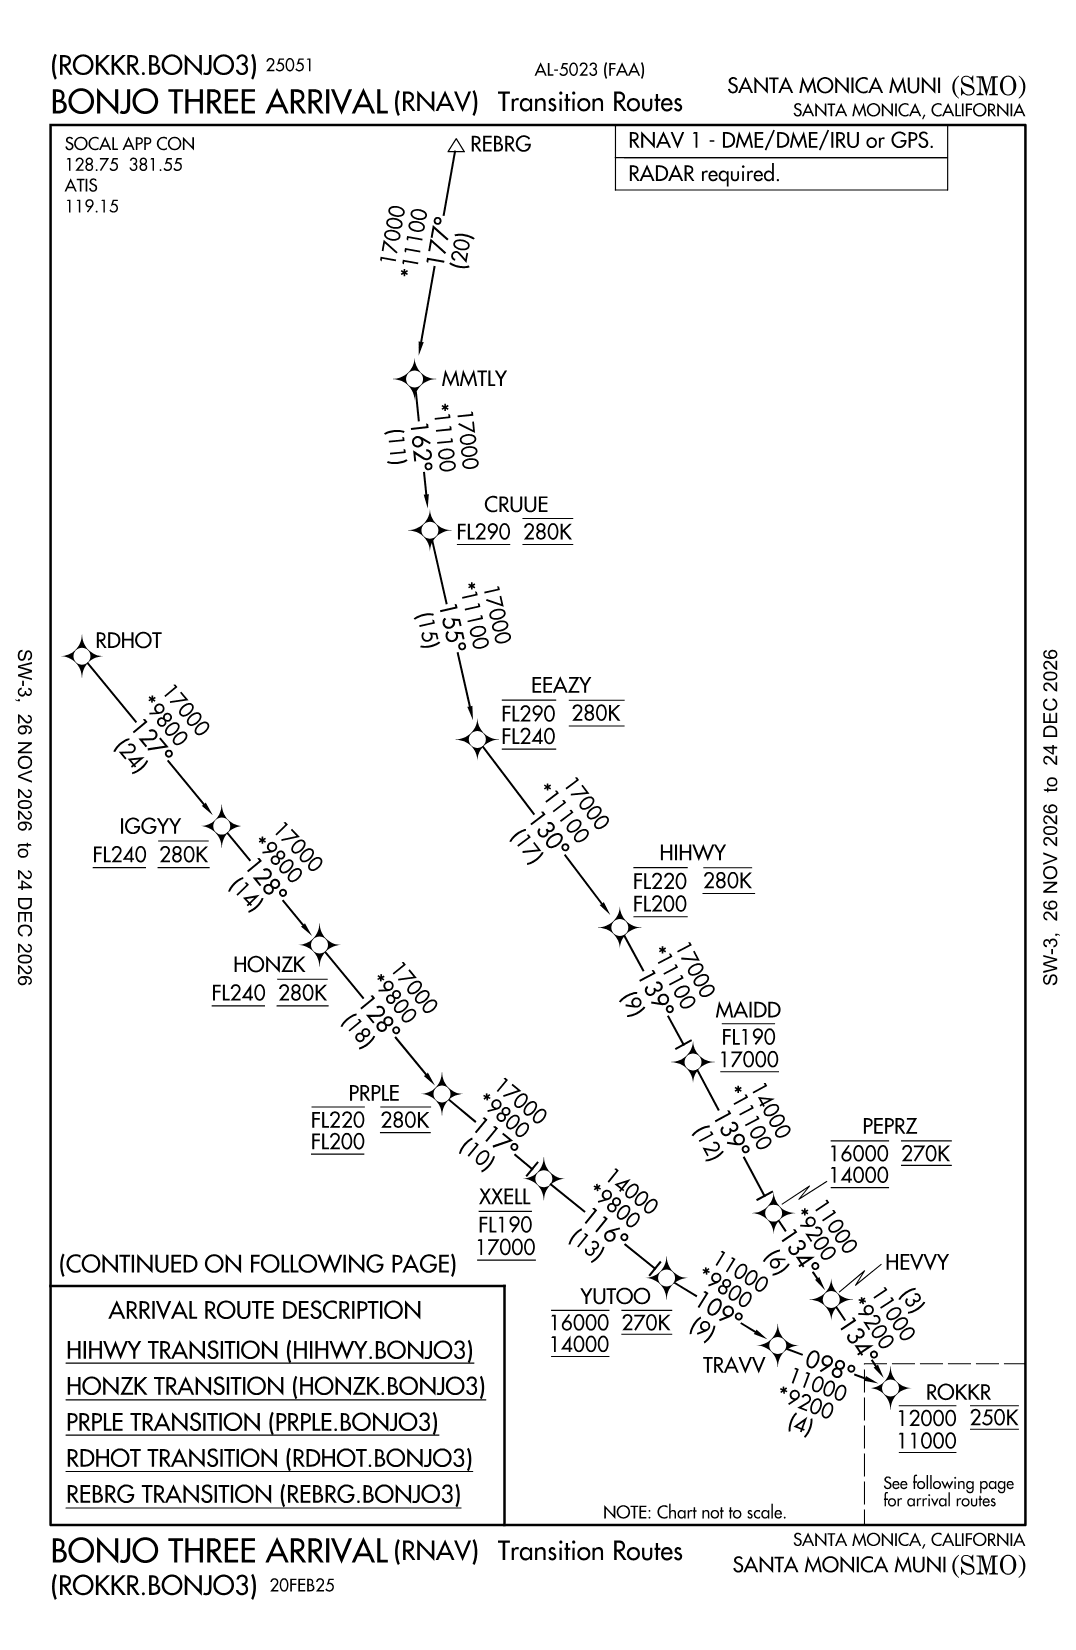 (ROKKR.BONJO3) 25051
AL-5023 (FAA)
SANTA MONICA MUNI (SMO)
BONJO THREE ARRIVAL (RNAV) Transition Routes
SANTA MONICA, CALIFORNIA
SOCAL APP CON
128.75 381.55
ATIS
119.15
RNAV 1 - DME/DME/IRU or GPS.
RADAR required.
REBRG
17000
*11100
177°
(20)
MMTLY
17000
*11100
162°
(11)
CRUUE
FL290 280K
17000
*11100
155°
(15)
RDHOT
17000
*9800
127°
(24)
EEAZY
FL290 280K
FL240
17000
*11100
130°
(17)
IGGYY
FL240 280K
17000
*9800
128°
(14)
HIHWY
FL220 280K
FL200
17000
*11100
139°
(9)
HONZK
FL240 280K
17000
*9800
128°
(18)
MAIDD
FL190
17000
14000
*11100
139°
(12)
PRPLE
FL220 280K
FL200
17000
*9800
117°
(10)
PEPRZ
16000 270K
14000
11000
*9200
134°
(6)
XXELL
FL190
17000
14000
*9800
116°
(13)
HEVVY
(3)
11000
*9200
134°
YUTOO
16000 270K
14000
11000
*9800
109°
(9)
TRAVV
098°
11000
*9200
(4)
ROKKR
12000 250K
11000
See following page
for arrival routes
(CONTINUED ON FOLLOWING PAGE)
ARRIVAL ROUTE DESCRIPTION
HIHWY TRANSITION (HIHWY.BONJO3)
HONZK TRANSITION (HONZK.BONJO3)
PRPLE TRANSITION (PRPLE.BONJO3)
RDHOT TRANSITION (RDHOT.BONJO3)
REBRG TRANSITION (REBRG.BONJO3)
NOTE: Chart not to scale.
SW-3, 26 NOV 2026 to 24 DEC 2026
SW-3, 26 NOV 2026 to 24 DEC 2026
BONJO THREE ARRIVAL (RNAV) Transition Routes
SANTA MONICA, CALIFORNIA
SANTA MONICA MUNI (SMO)
(ROKKR.BONJO3) 20FEB25